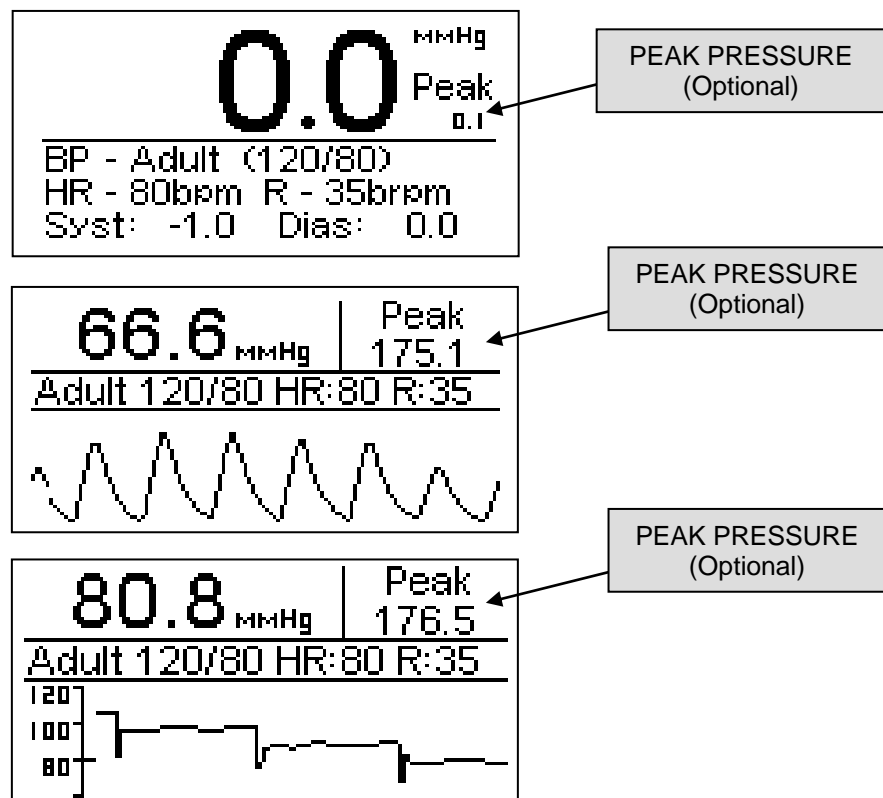 0.0 MMHg
Peak
0.1
BP - Adult (120/80)
HR - 80bpm R - 35brpm
Syst: -1.0 Dias: 0.0
PEAK PRESSURE
(Optional)
66.6 MMHg
Peak
175.1
Adult 120/80 HR:80 R:35
PEAK PRESSURE
(Optional)
80.8 MMHg
Peak
176.5
Adult 120/80 HR:80 R:35
120
100
80
PEAK PRESSURE
(Optional)